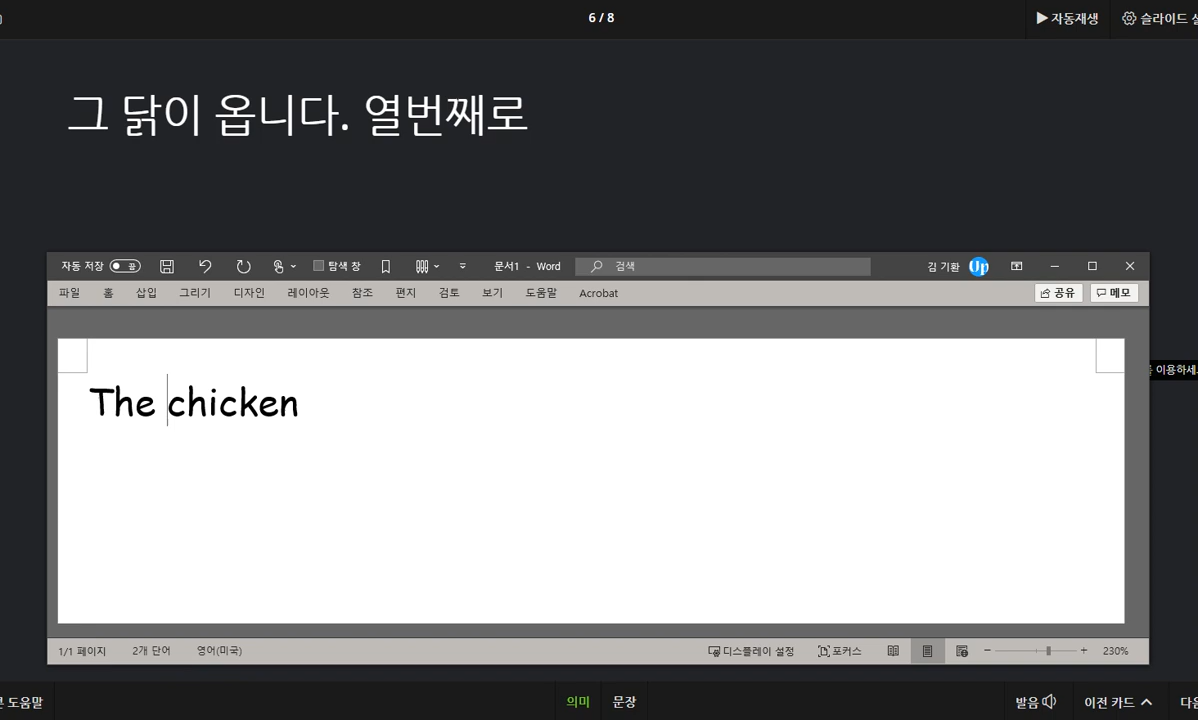 6 / 8
자동재생
슬라이드
그 닭이 옵니다. 열번째로
자동 저장 끔
탐색 창
문서1 - Word
검색
김 기환
Up
파일 홈 삽입 그리기 디자인 레이아웃 참조 편지 검토 보기 도움말 Acrobat
공유 메모
이용하세
The chicken
1/1 페이지 2개 단어 영어(미국)
디스플레이 설정 포커스 230%
도움말 의미 문장 발음 이전 카드